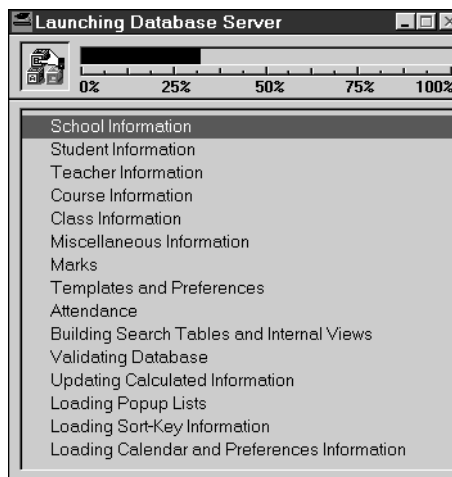 Launching Database Server
0% 25% 50% 75% 100%
School Information
Student Information
Teacher Information
Course Information
Class Information
Miscellaneous Information
Marks
Templates and Preferences
Attendance
Building Search Tables and Internal Views
Validating Database
Updating Calculated Information
Loading Popup Lists
Loading Sort-Key Information
Loading Calendar and Preferences Information